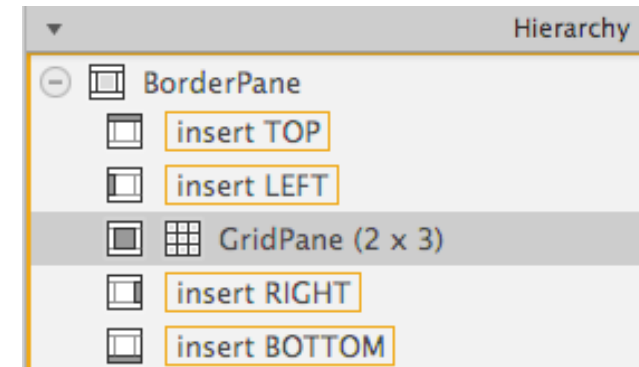 Hierarchy
BorderPane
insert TOP
insert LEFT
GridPane (2 x 3)
insert RIGHT
insert BOTTOM